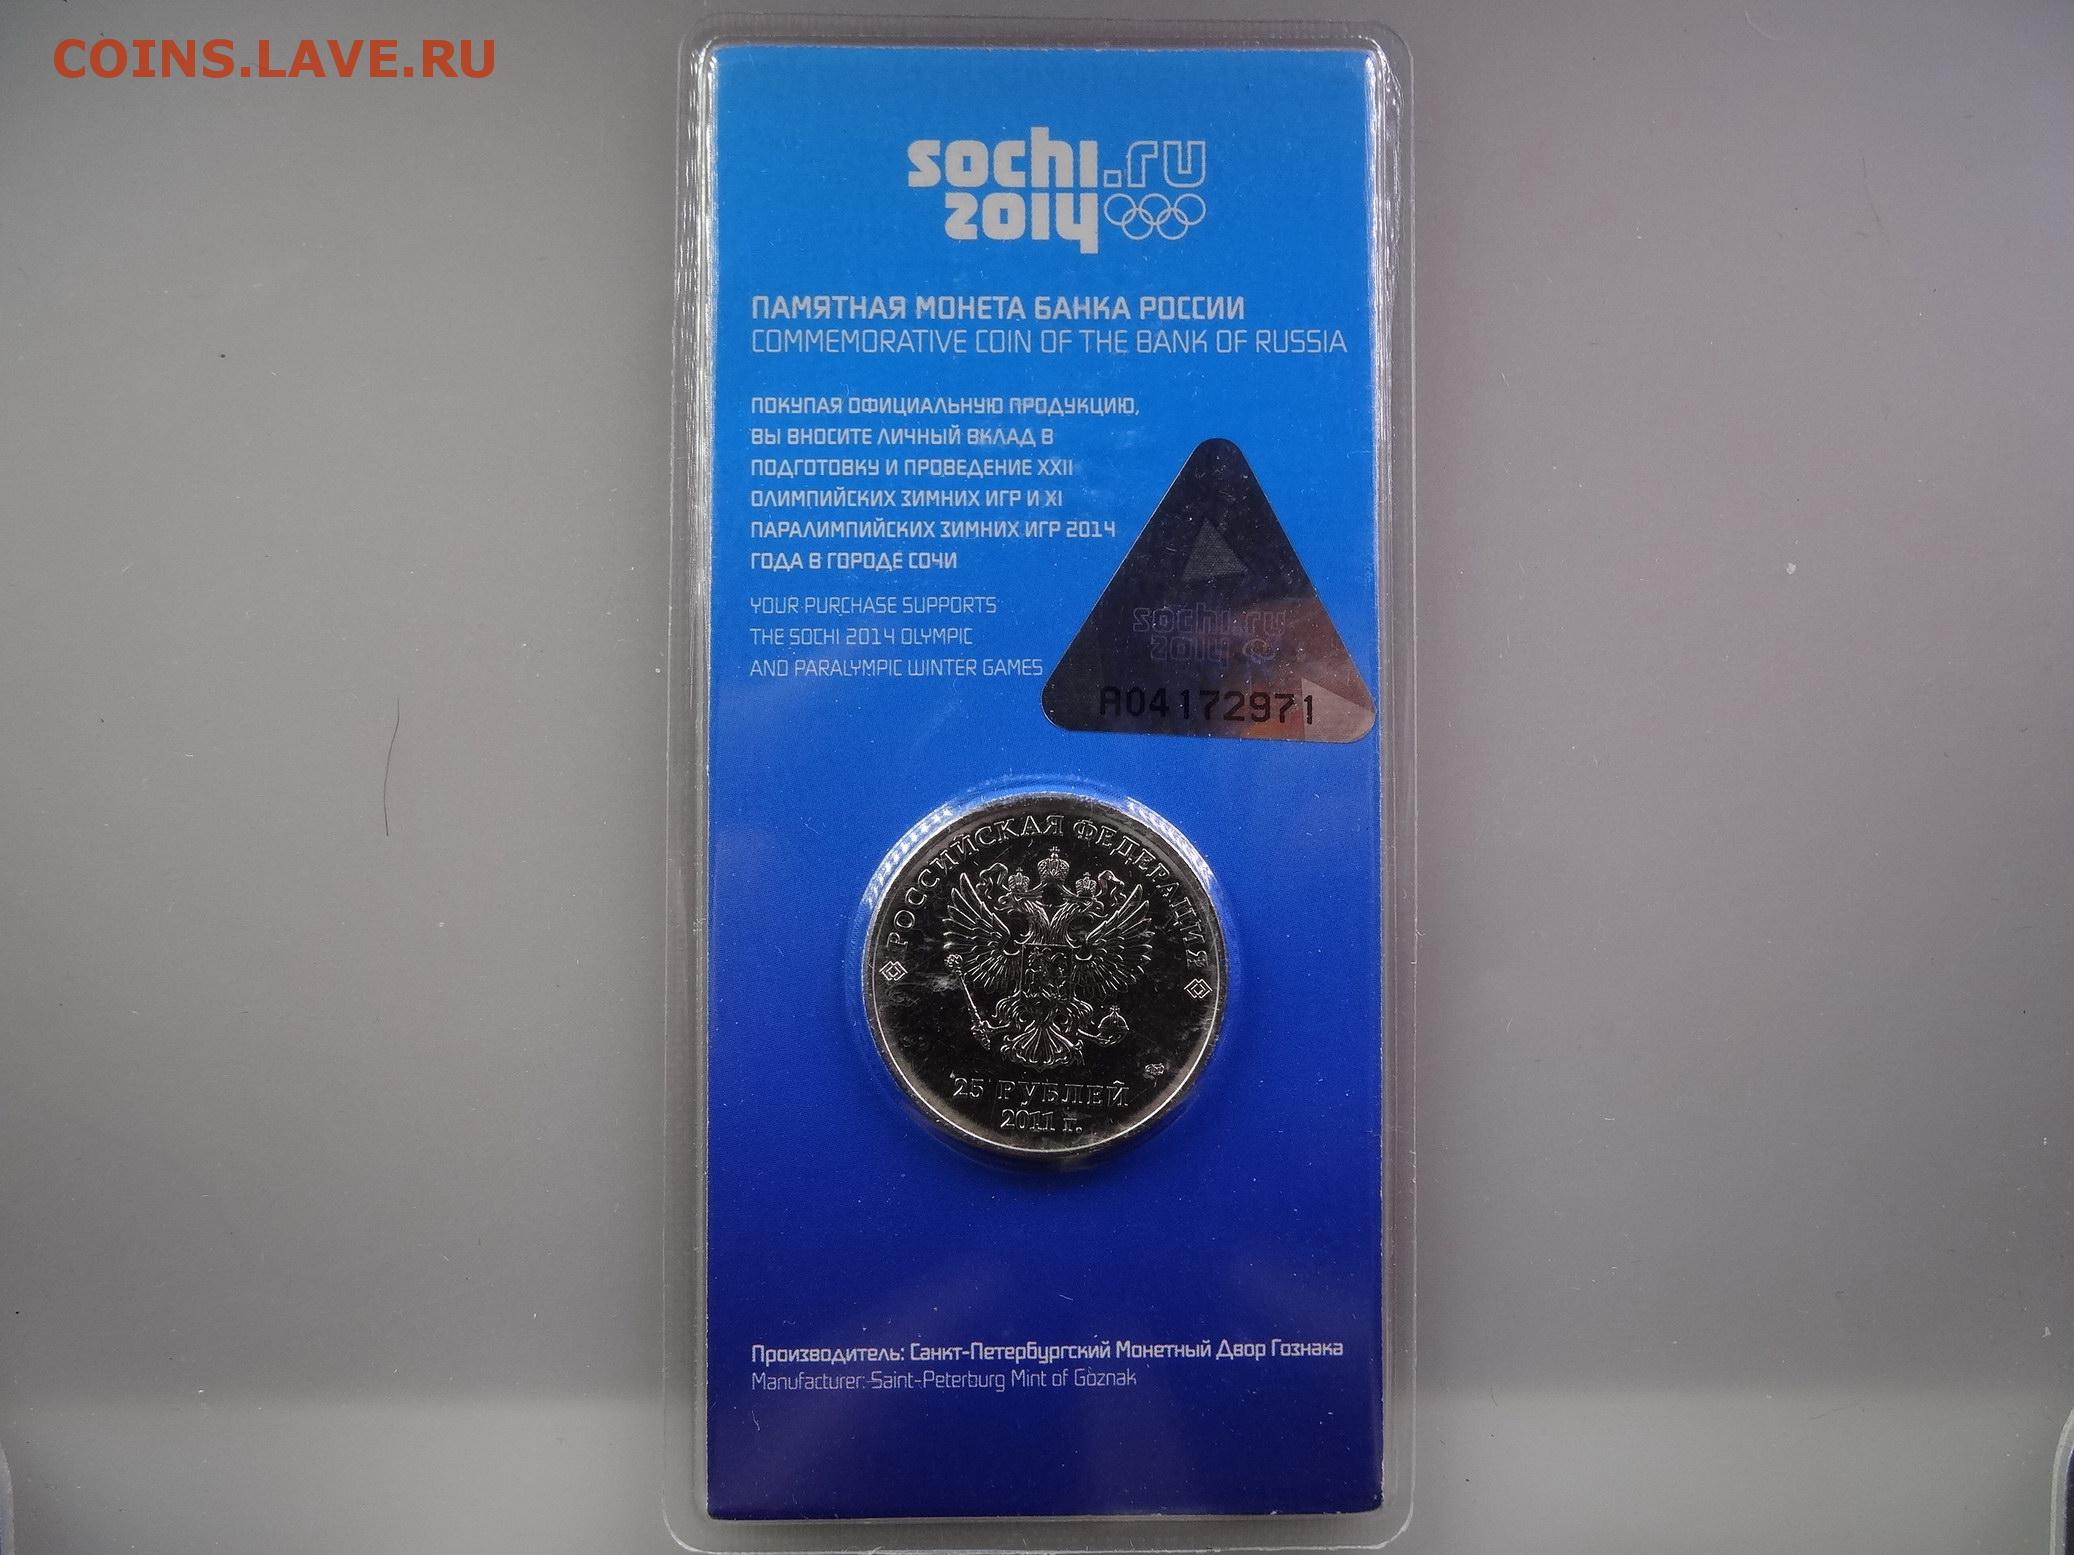 COINS.LAVE.RU
sochi.ru
2014
ПАМЯТНАЯ МОНЕТА БАНКА РОССИИ
COMMEMORATIVE COIN OF THE BANK OF RUSSIA
ПОКУПАЯ ОФИЦИАЛЬНУЮ ПРОДУКЦИЮ,
ВЫ ВНОСИТЕ ЛИЧНЫЙ ВКЛАД В
ПОДГОТОВКУ И ПРОВЕДЕНИЕ XXII
ОЛИМПИЙСКИХ ЗИМНИХ ИГР И XI
ПАРАЛИМПИЙСКИХ ЗИМНИХ ИГР 2014
ГОДА В ГОРОДЕ СОЧИ
YOUR PURCHASE SUPPORTS
THE SOCHI 2014 OLYMPIC
AND PARALYMPIC WINTER GAMES
sochi.ru
2014
A04172971
РОССИЙСКАЯ ФЕДЕРАЦИЯ
25 РУБЛЕЙ
2011 г.
Производитель: Санкт-Петербургский Монетный Двор Гознака
Manufacturer: Saint-Peterburg Mint of Goznak